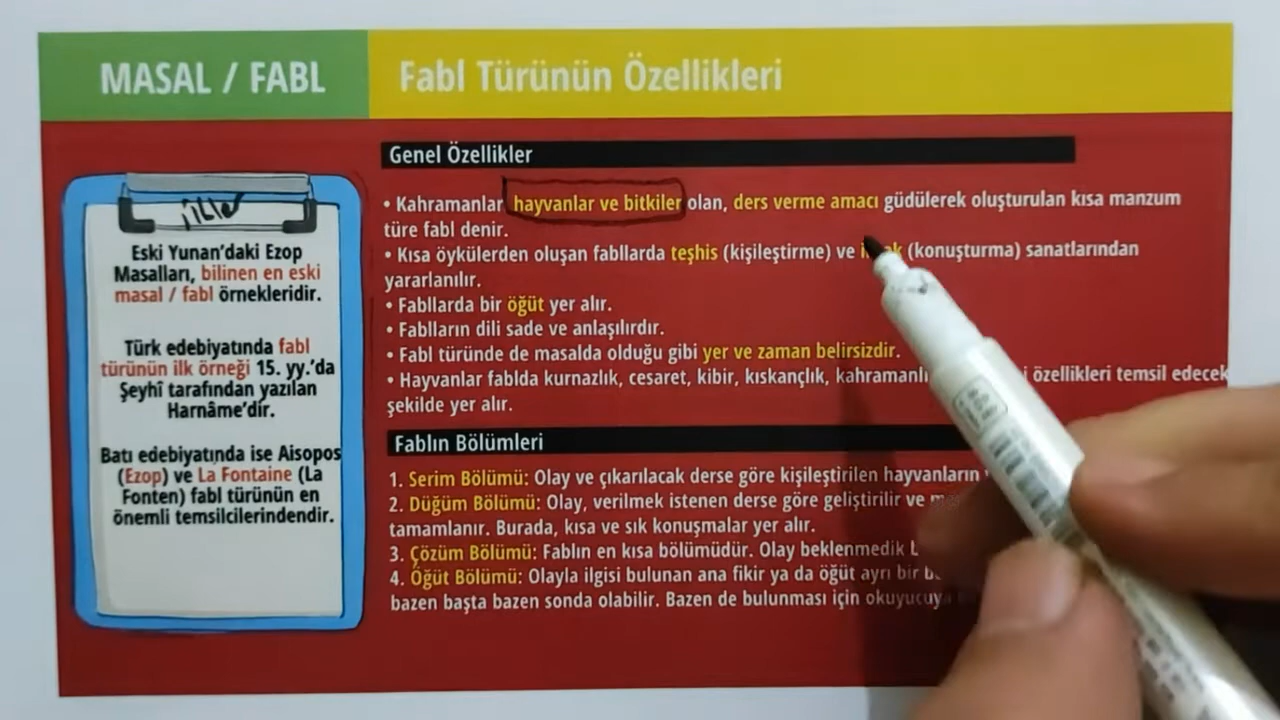 MASAL / FABL
Fabl Türünün Özellikleri
Eski Yunan'daki Ezop
Masalları, bilinen en eski
masal / fabl örnekleridir.
Türk edebiyatında fabl
türünün ilk örneği 15. yy.'da
Şeyhî tarafından yazılan
Harnâme'dir.
Batı edebiyatında ise Aisopos
(Ezop) ve La Fontaine (La
Fonten) fabl türünün en
önemli temsilcilerindendir.
Genel Özellikler
• Kahramanlar hayvanlar ve bitkiler olan, ders verme amacı güdülerek oluşturulan kısa manzum
türe fabl denir.
• Kısa öykülerden oluşan fabllarda teşhis (kişileştirme) ve (konuşturma) sanatlarından
yararlanılır.
• Fabllarda bir öğüt yer alır.
• Fablların dili sade ve anlaşılırdır.
• Fabl türünde de masalda olduğu gibi yer ve zaman belirsizdir.
• Hayvanlar fablda kurnazlık, cesaret, kibir, kıskançlık, özellikleri temsil edecek
şekilde yer alır.
Fablın Bölümleri
1. Serim Bölümü: Olay ve çıkarılacak derse göre kişileştirilen hayvanların
2. Düğüm Bölümü: Olay, verilmek istenen derse göre geliştirilir ve
tamamlanır. Burada, kısa ve sık konuşmalar yer alır.
3. Çözüm Bölümü: Fablın en kısa bölümüdür. Olay beklenmedik
4. Öğüt Bölümü: Olayla ilgisi bulunan ana fikir ya da öğüt ayrı bir
bazen başta bazen sonda olabilir. Bazen de bulunması için okuyucuya